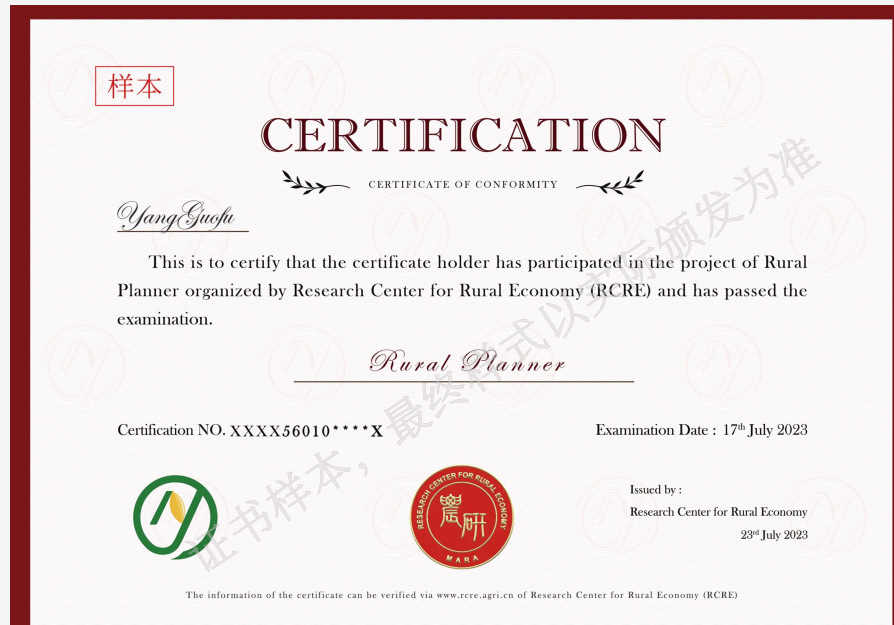 样本
CERTIFICATION
CERTIFICATE OF CONFORMITY
YangGuofu
This is to certify that the certificate holder has participated in the project of Rural
Planner organized by Research Center for Rural Economy (RCRE) and has passed the
examination.
Rural Planner
Certification NO. XXXX56010****X
Examination Date : 17th July 2023
RESEARCH CENTER FOR RURAL ECONOMY
農研
MARA
Issued by :
Research Center for Rural Economy
23rd July 2023
The information of the certificate can be verified via www.rcre.agri.cn of Research Center for Rural Economy (RCRE)
证书样本，最终样式以实际颁发为准